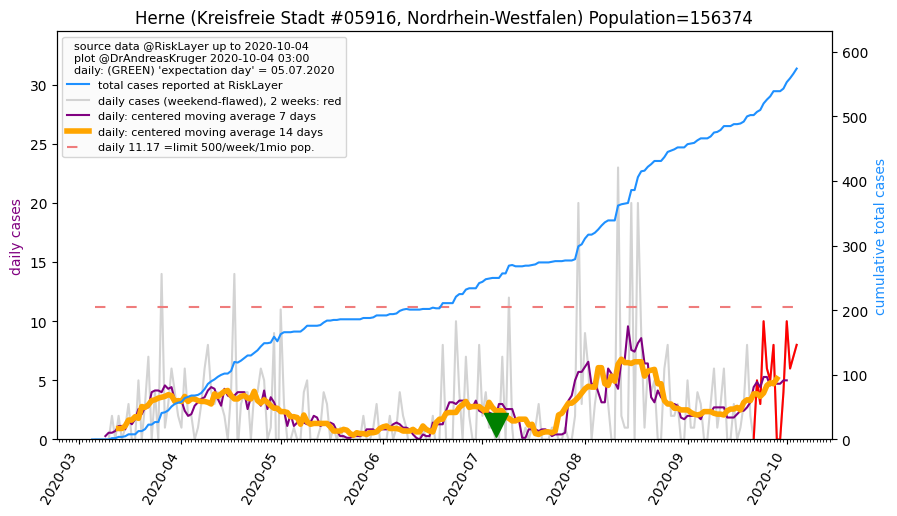 Herne (Kreisfreie Stadt #05916, Nordrhein-Westfalen) Population=156374
source data @RiskLayer up to 2020-10-04
plot @DrAndreasKruger 2020-10-04 03:00
daily: (GREEN) 'expectation day' = 05.07.2020
total cases reported at RiskLayer
daily cases (weekend-flawed), 2 weeks: red
daily: centered moving average 7 days
daily: centered moving average 14 days
daily 11.17 =limit 500/week/1mio pop.
daily cases
30
25
20
15
10
5
0
cumulative total cases
600
500
400
300
200
100
0
2020-03
2020-04
2020-05
2020-06
2020-07
2020-08
2020-09
2020-10